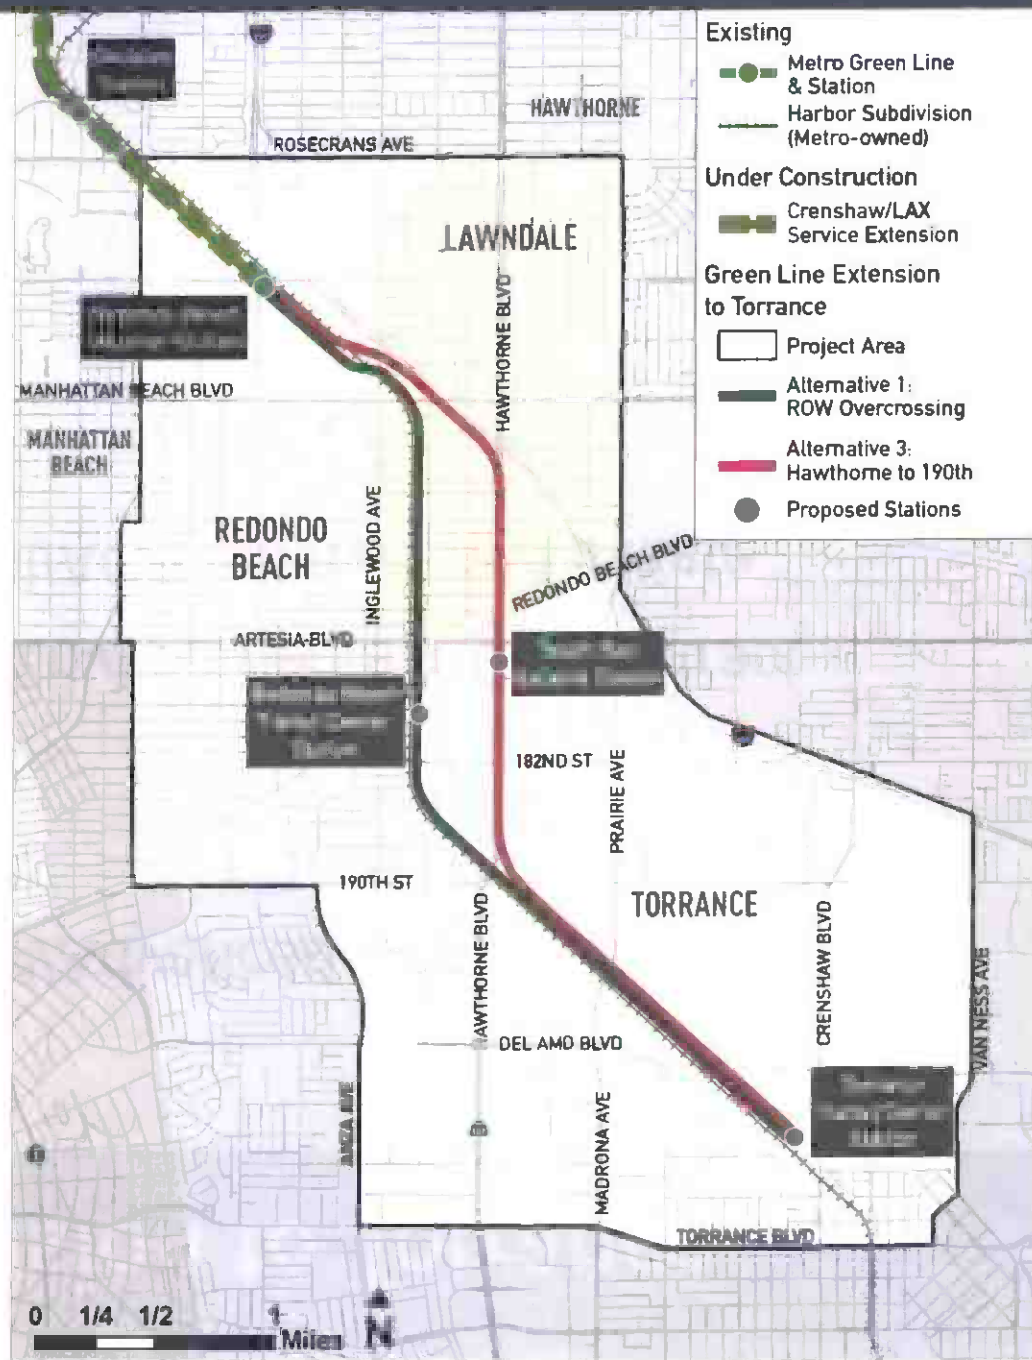 Existing
Metro Green Line
& Station
Harbor Subdivision
(Metro-owned)
Under Construction
Crenshaw/LAX
Service Extension
Green Line Extension
to Torrance
Project Area
Alternative 1:
ROW Overcrossing
Alternative 3:
Hawthorne to 190th
Proposed Stations
HAWTHORNE
ROSECRANS AVE
LAWNDALE
HAWTHORNE BLVD
MANHATTAN BEACH BLVD
MANHATTAN
BEACH
REDONDO
BEACH
INGLEWOOD AVE
REDONDO BEACH BLVD
ARTESIA BLVD
182ND ST
PRAIRIE AVE
190TH ST
TORRANCE
HAWTHORNE BLVD
CRENSHAW BLVD
VAN NESS AVE
DEL AMO BLVD
ANZA AVE
MADRONA AVE
TORRANCE BLVD
0 1/4 1/2 1
Miles
N